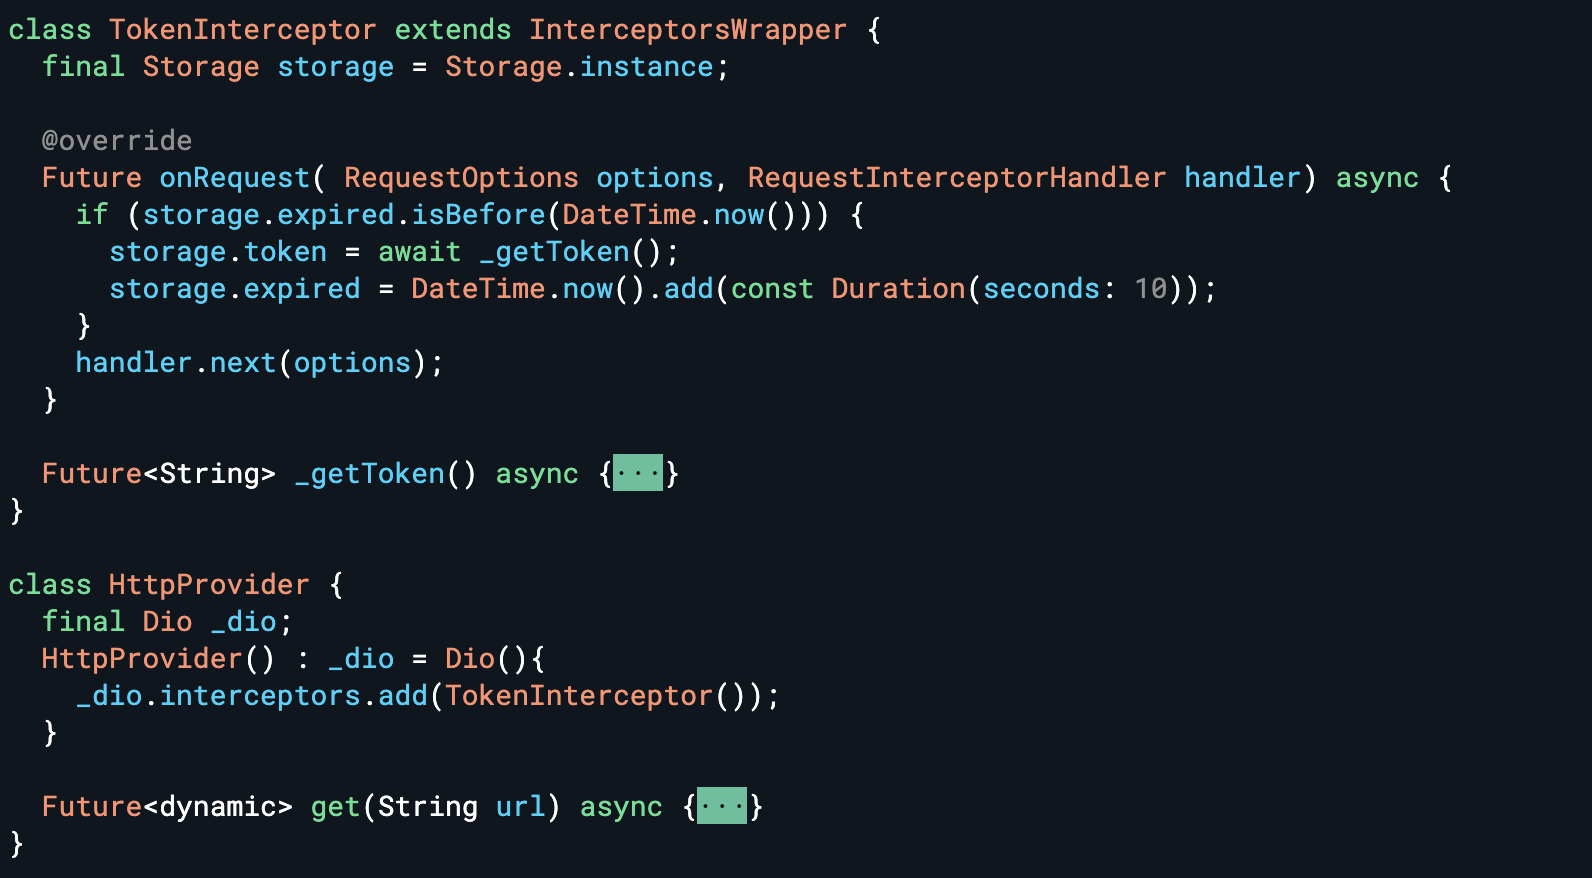 class TokenInterceptor extends InterceptorsWrapper {
  final Storage storage = Storage.instance;

  @override
  Future onRequest( RequestOptions options, RequestInterceptorHandler handler) async {
    if (storage.expired.isBefore(DateTime.now())) {
      storage.token = await _getToken();
      storage.expired = DateTime.now().add(const Duration(seconds: 10));
    }
    handler.next(options);
  }

  Future<String> _getToken() async {···}
}

class HttpProvider {
  final Dio _dio;
  HttpProvider() : _dio = Dio(){
    _dio.interceptors.add(TokenInterceptor());
  }

  Future<dynamic> get(String url) async {···}
}